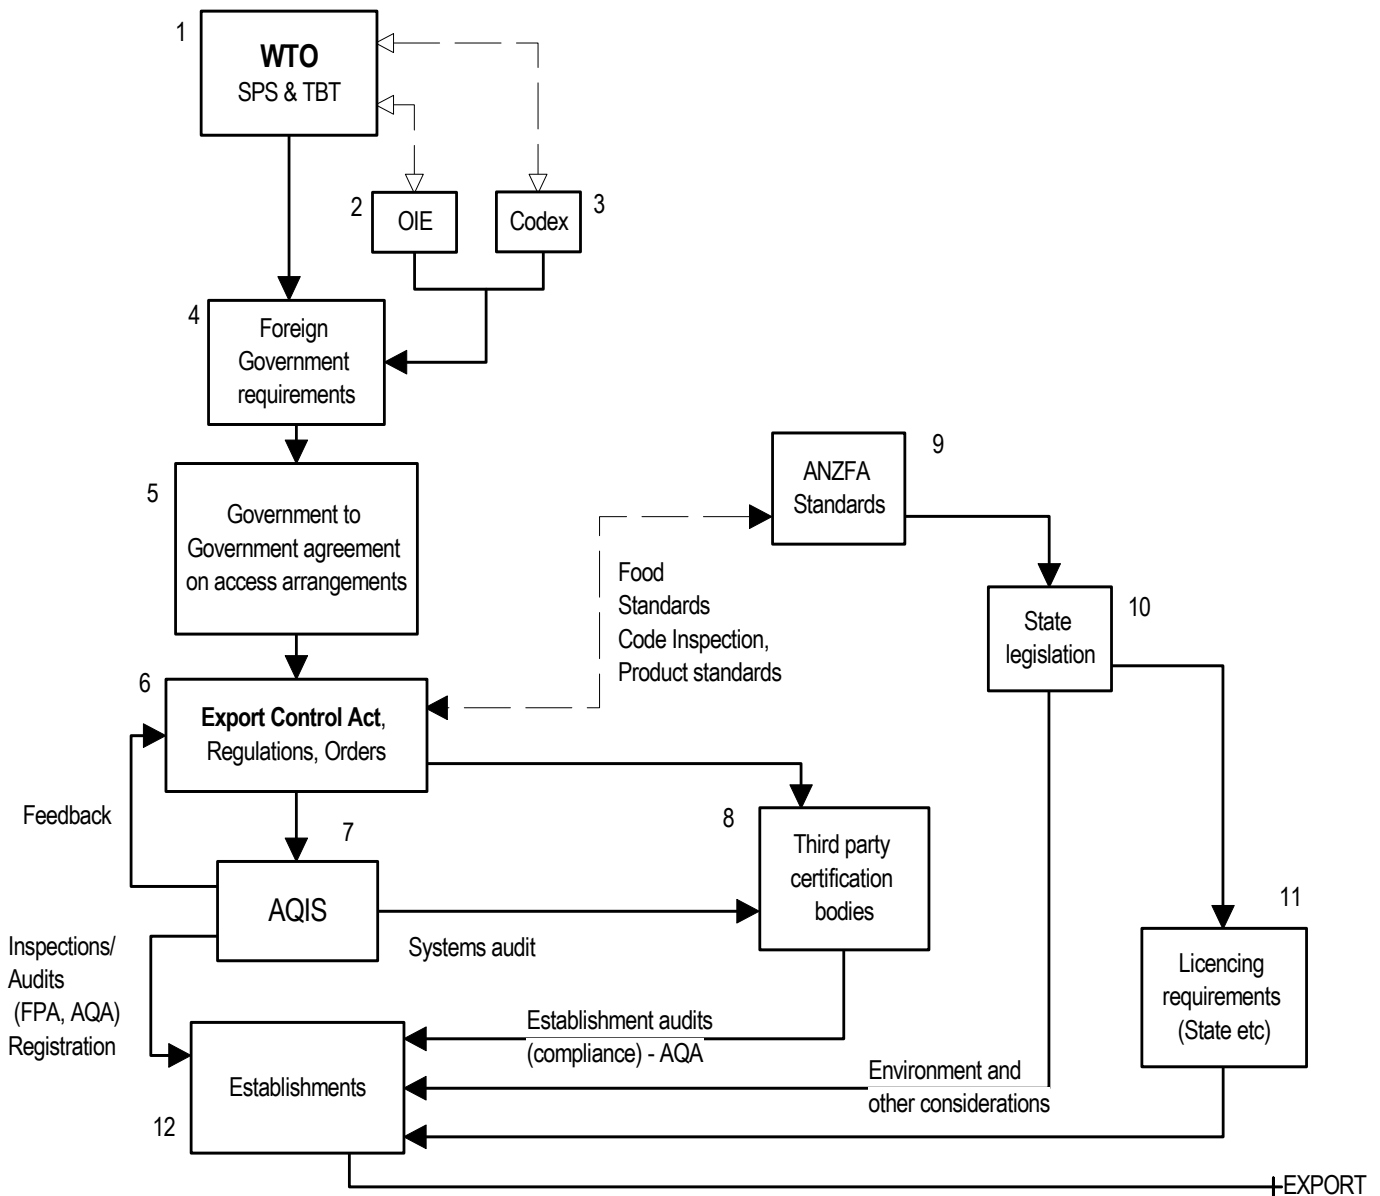 1
WTO
SPS & TBT
2
OIE
Codex
3
4
Foreign
Government
requirements
5
Government to
Government agreement
on access arrangements
9
ANZFA
Standards
Food
Standards
Code Inspection,
Product standards
State
legislation
10
6
Export Control Act,
Regulations, Orders
Feedback
7
AQIS
8
Third party
certification
bodies
Systems audit
Inspections/
Audits
(FPA, AQA)
Registration
11
Licencing
requirements
(State etc)
Establishment audits
(compliance) - AQA
Environment and
other considerations
Establishments
12
EXPORT